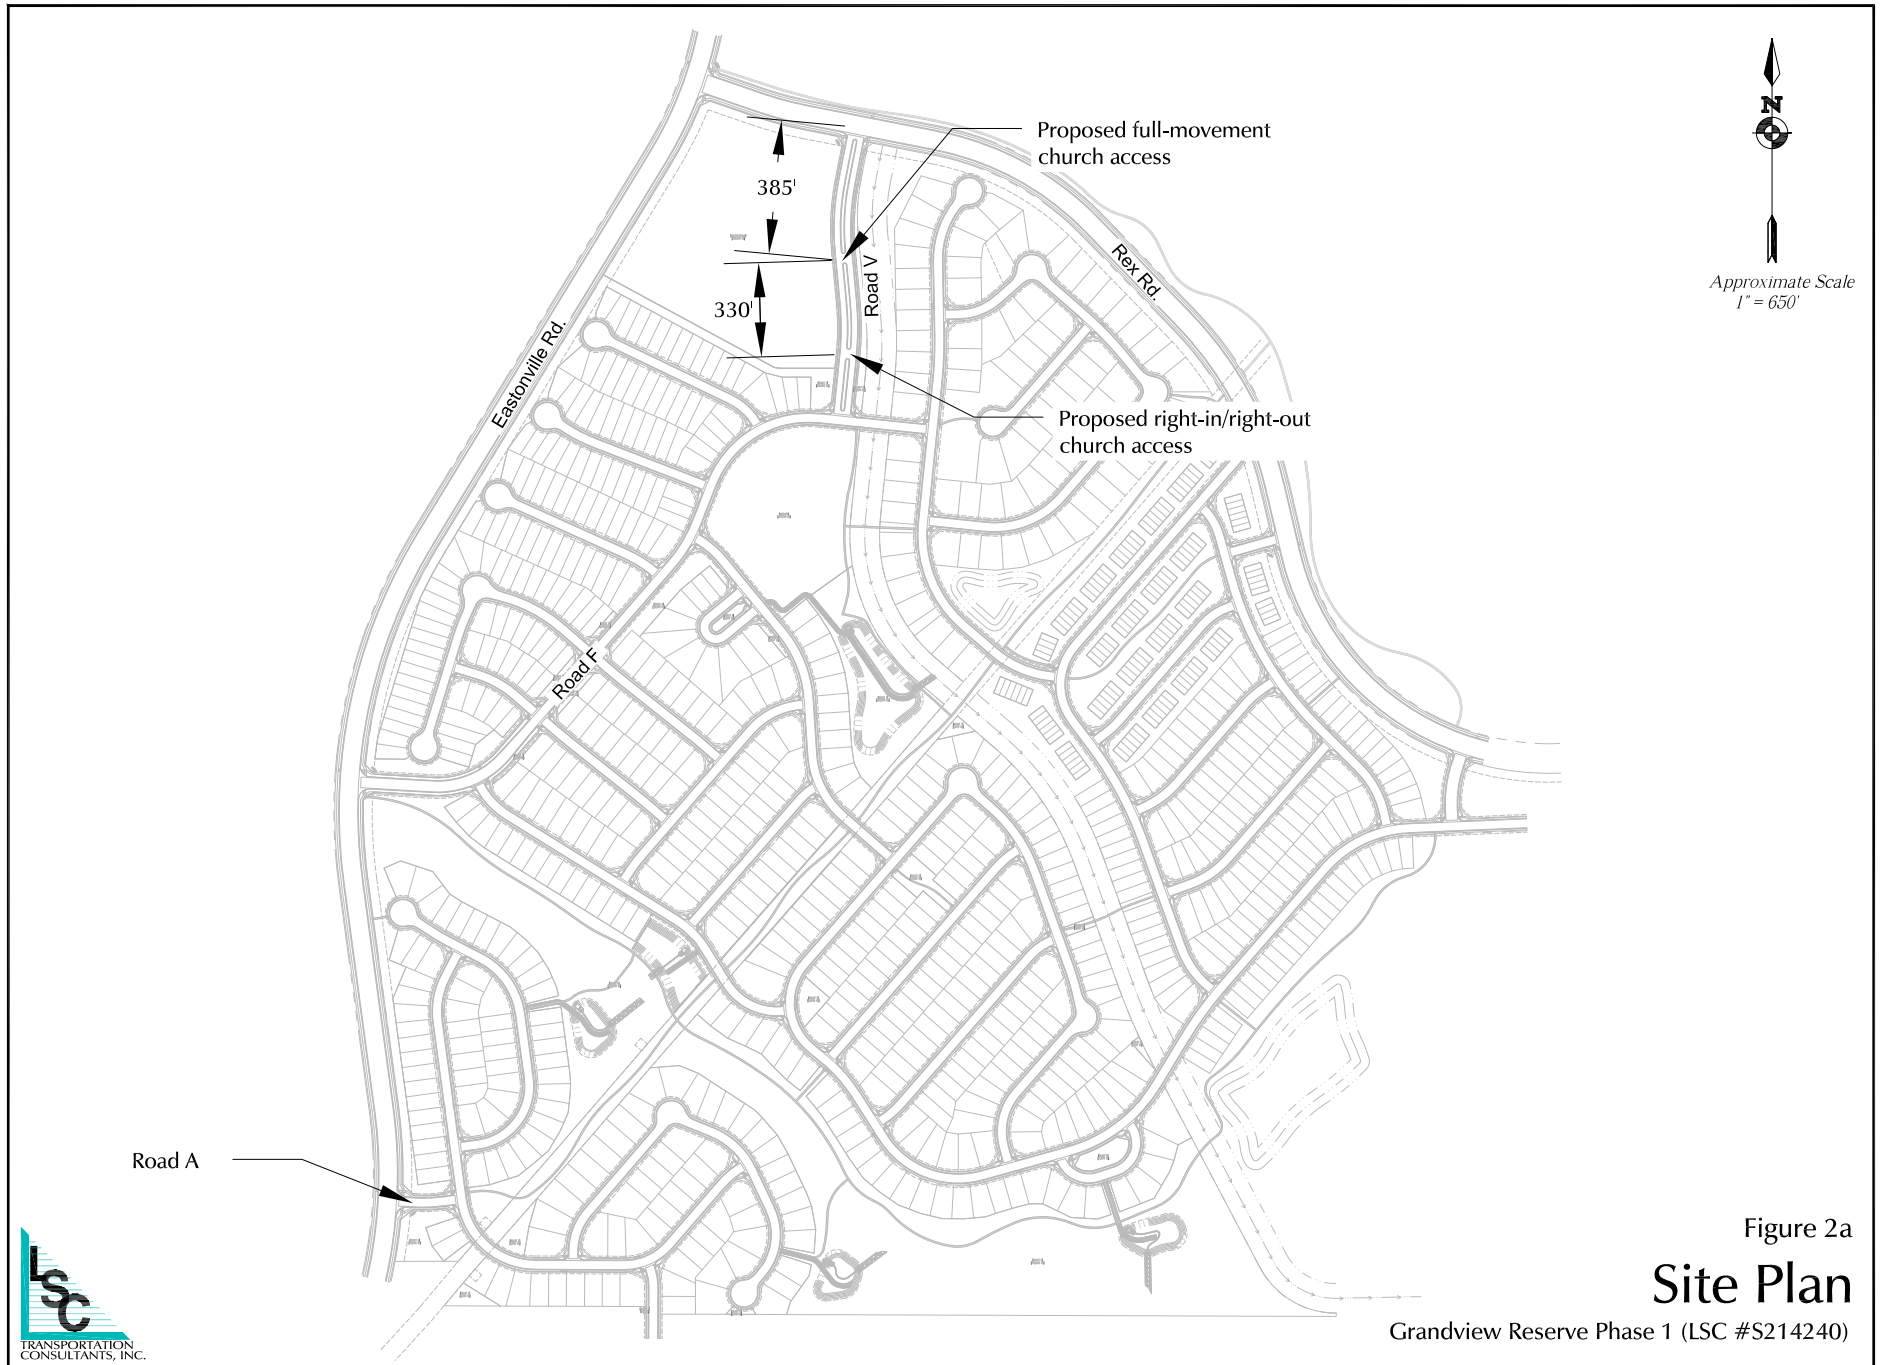 Proposed full-movement
church access
N
385'
Rex Rd.
Road V
Approximate Scale
1" = 650'
330'
Eastonville Rd.
Proposed right-in/right-out
church access
Road F
Road A
Figure 2a
Site Plan
Grandview Reserve Phase 1 (LSC #S214240)
LSC
TRANSPORTATION
CONSULTANTS, INC.